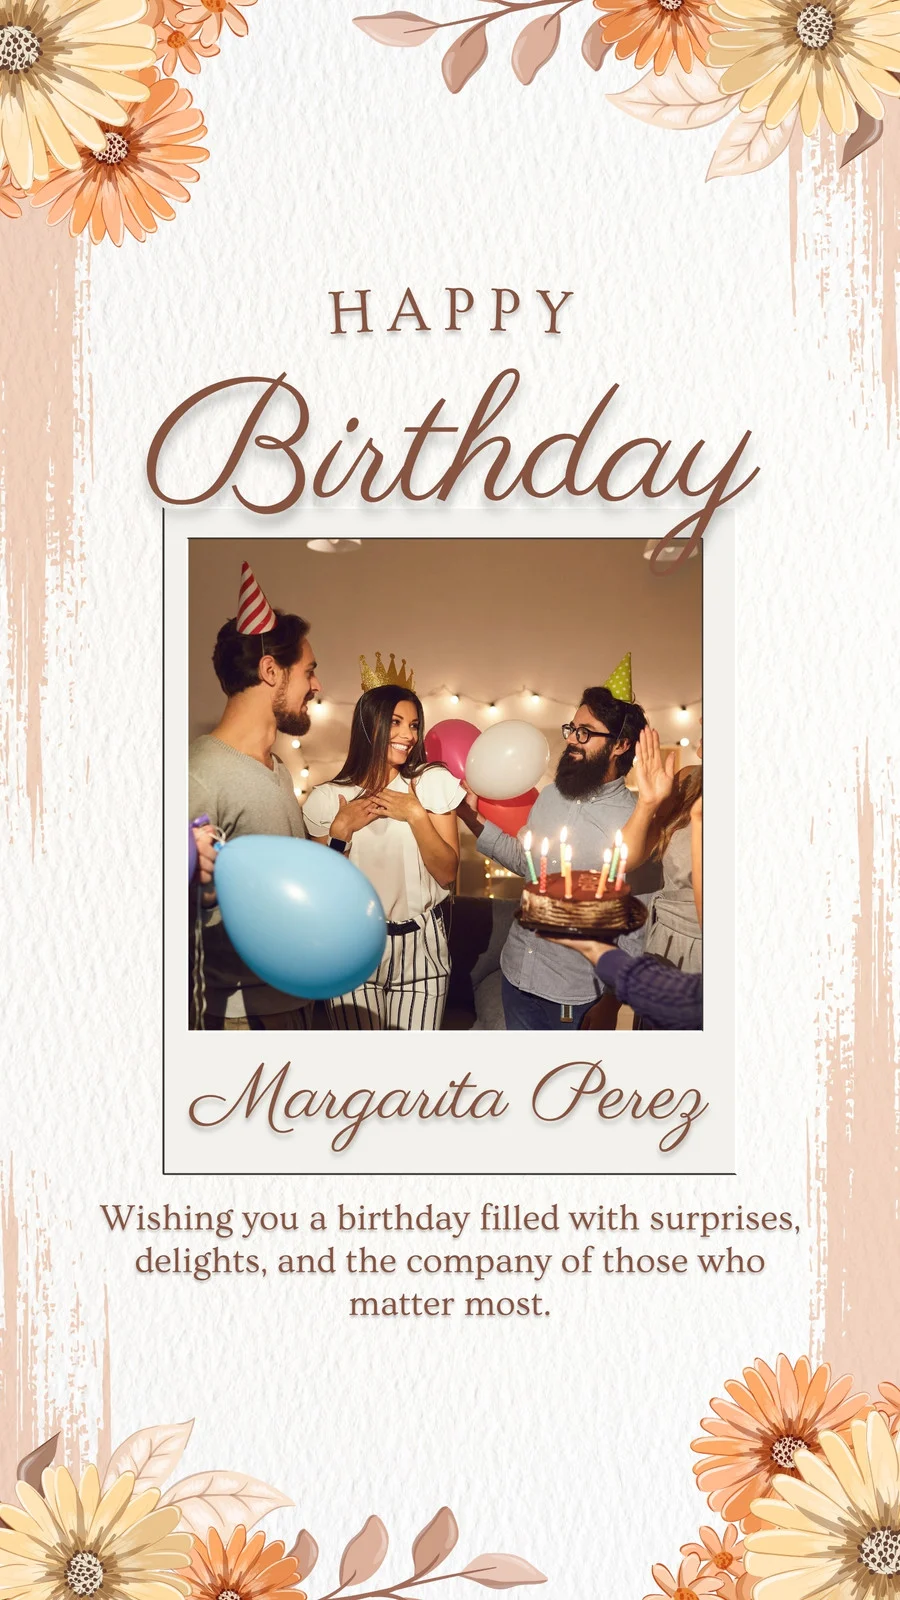 HAPPY
Birthday
Margarita Perez
Wishing you a birthday filled with surprises,
delights, and the company of those who
matter most.